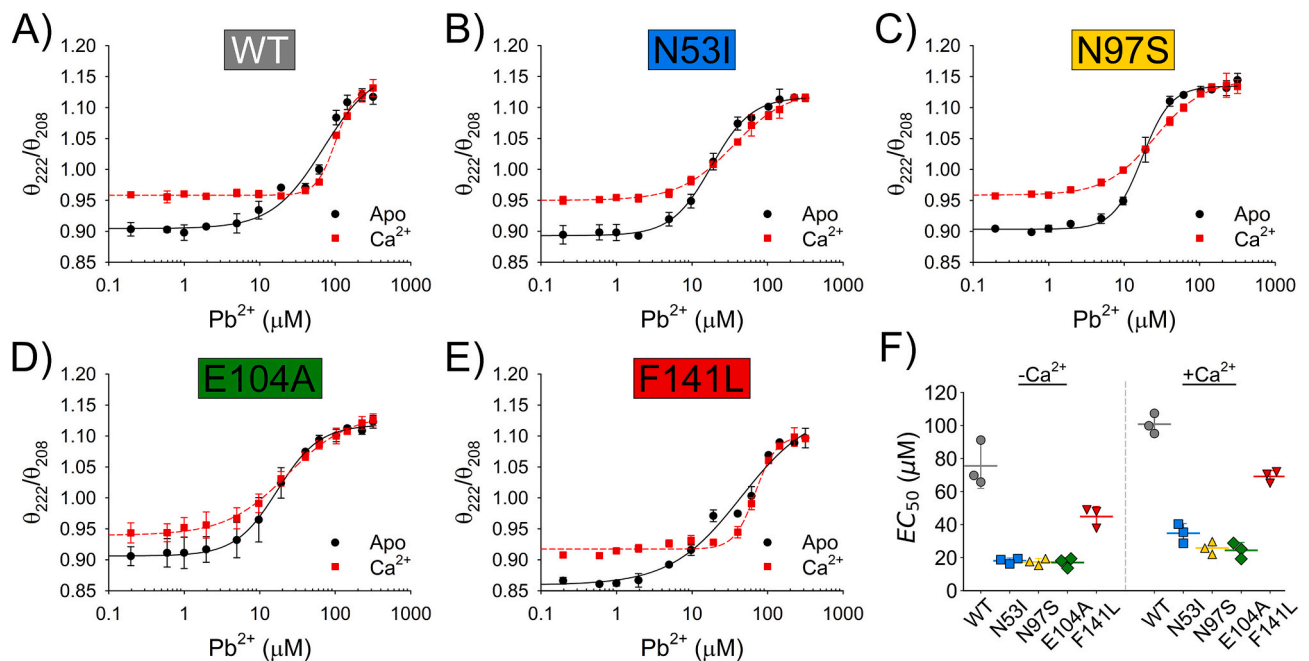 A)
WT
1.20
1.15
1.10
1.05
1.00
0.95
0.90
0.85
θ222/θ208
Apo
Ca2+
0.1 1 10 100 1000
Pb2+ (μM)
B)
N53I
1.20
1.15
1.10
1.05
1.00
0.95
0.90
0.85
θ222/θ208
Apo
Ca2+
0.1 1 10 100 1000
Pb2+ (μM)
C)
N97S
1.20
1.15
1.10
1.05
1.00
0.95
0.90
0.85
θ222/θ208
Apo
Ca2+
0.1 1 10 100 1000
Pb2+ (μM)
D)
E104A
1.20
1.15
1.10
1.05
1.00
0.95
0.90
0.85
θ222/θ208
Apo
Ca2+
0.1 1 10 100 1000
Pb2+ (μM)
E)
F141L
1.20
1.15
1.10
1.05
1.00
0.95
0.90
0.85
θ222/θ208
Apo
Ca2+
0.1 1 10 100 1000
Pb2+ (μM)
F)
-Ca2+ +Ca2+
120
100
80
60
40
20
0
EC50 (μM)
WT N53I N97S E104A F141L WT N53I N97S E104A F141L